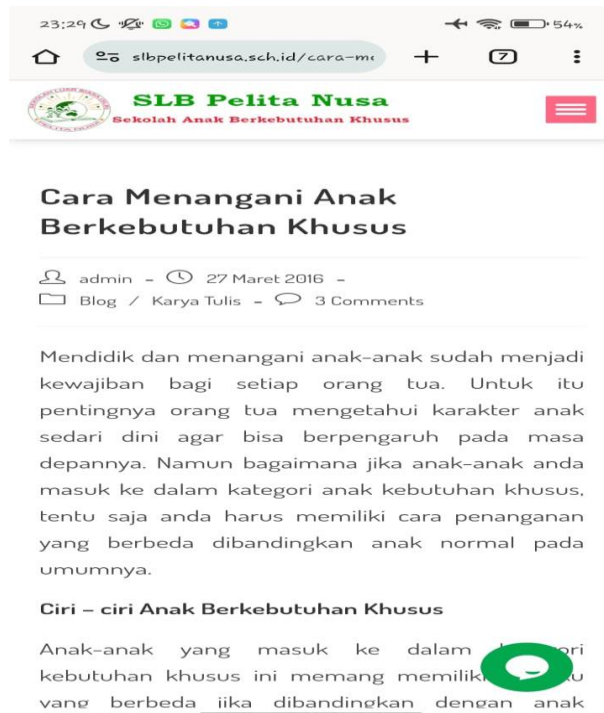 23:29
54%
slbpelitanusa.sch.id/cara-me
7
SLB Pelita Nusa
Sekolah Anak Berkebutuhan Khusus
Cara Menangani Anak
Berkebutuhan Khusus
admin - 27 Maret 2016 -
Blog / Karya Tulis - 3 Comments
Mendidik dan menangani anak-anak sudah menjadi
kewajiban bagi setiap orang tua. Untuk itu
pentingnya orang tua mengetahui karakter anak
sedari dini agar bisa berpengaruh pada masa
depannya. Namun bagaimana jika anak-anak anda
masuk ke dalam kategori anak kebutuhan khusus,
tentu saja anda harus memiliki cara penanganan
yang berbeda dibandingkan anak normal pada
umumnya.
Ciri – ciri Anak Berkebutuhan Khusus
Anak-anak yang masuk ke dalam
kebutuhan khusus ini memang
yang berbeda jika dibandingkan dengan anak